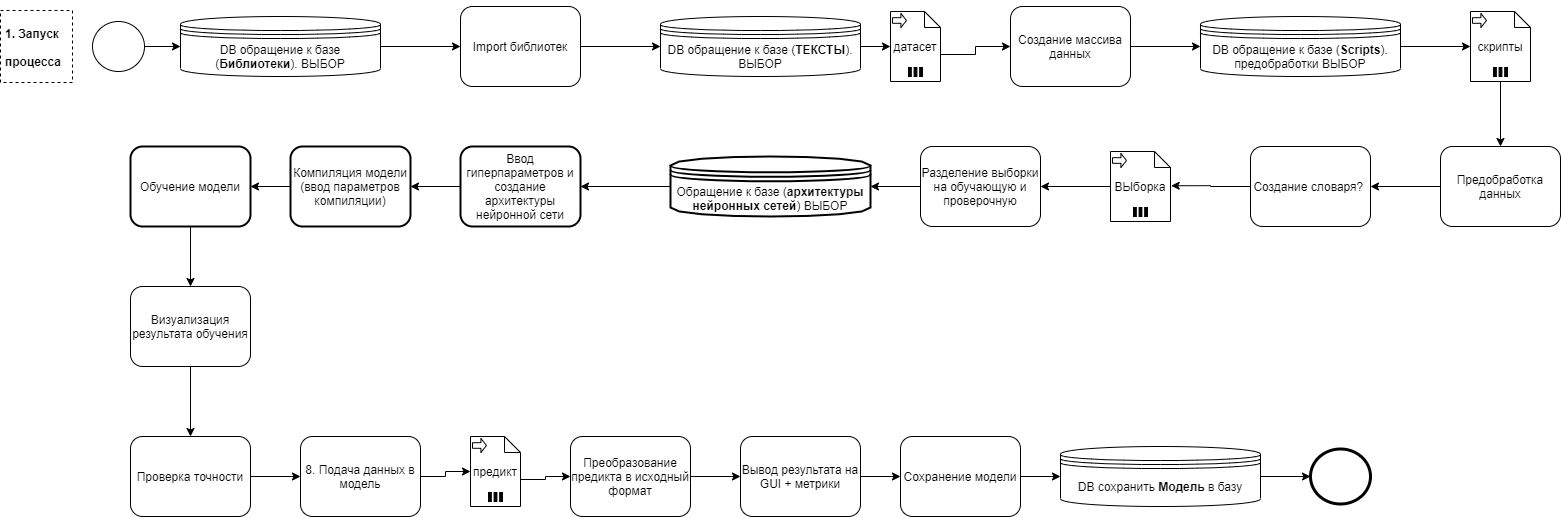 1. Запуск
процесса
DB обращение к базе
(Библиотеки). ВЫБОР
Import библиотек
DB обращение к базе (ТЕКСТЫ).
ВЫБОР
датасет
Создание массива
данных
DB обращение к базе (Scripts).
предобработки ВЫБОР
скрипты
Обучение модели
Компиляция модели
(ввод параметров
компиляции)
Ввод
гиперпараметров и
создание
архитектуры
нейронной сети
Обращение к базе (архитектуры
нейронных сетей) ВЫБОР
Разделение выборки
на обучающую и
проверочную
ВЫборка
Создание словаря?
Предобработка
данных
Визуализация
результата обучения
Проверка точности
8. Подача данных в
модель
предикт
Преобразование
предикта в исходный
формат
Вывод результата на
GUI + метрики
Сохранение модели
DB сохранить Модель в базу